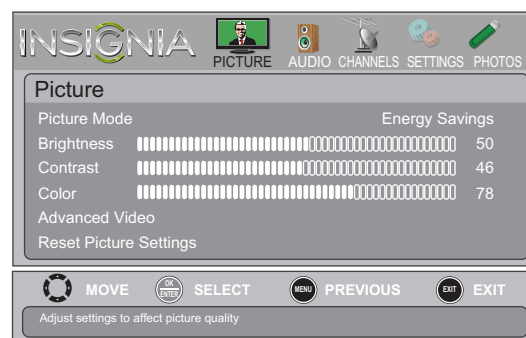 INSIGNIA
PICTURE AUDIO CHANNELS SETTINGS PHOTOS
Picture
Picture Mode Energy Savings
Brightness 50
Contrast 46
Color 78
Advanced Video
Reset Picture Settings
MOVE OK ENTER SELECT MENU PREVIOUS EXIT EXIT
Adjust settings to affect picture quality